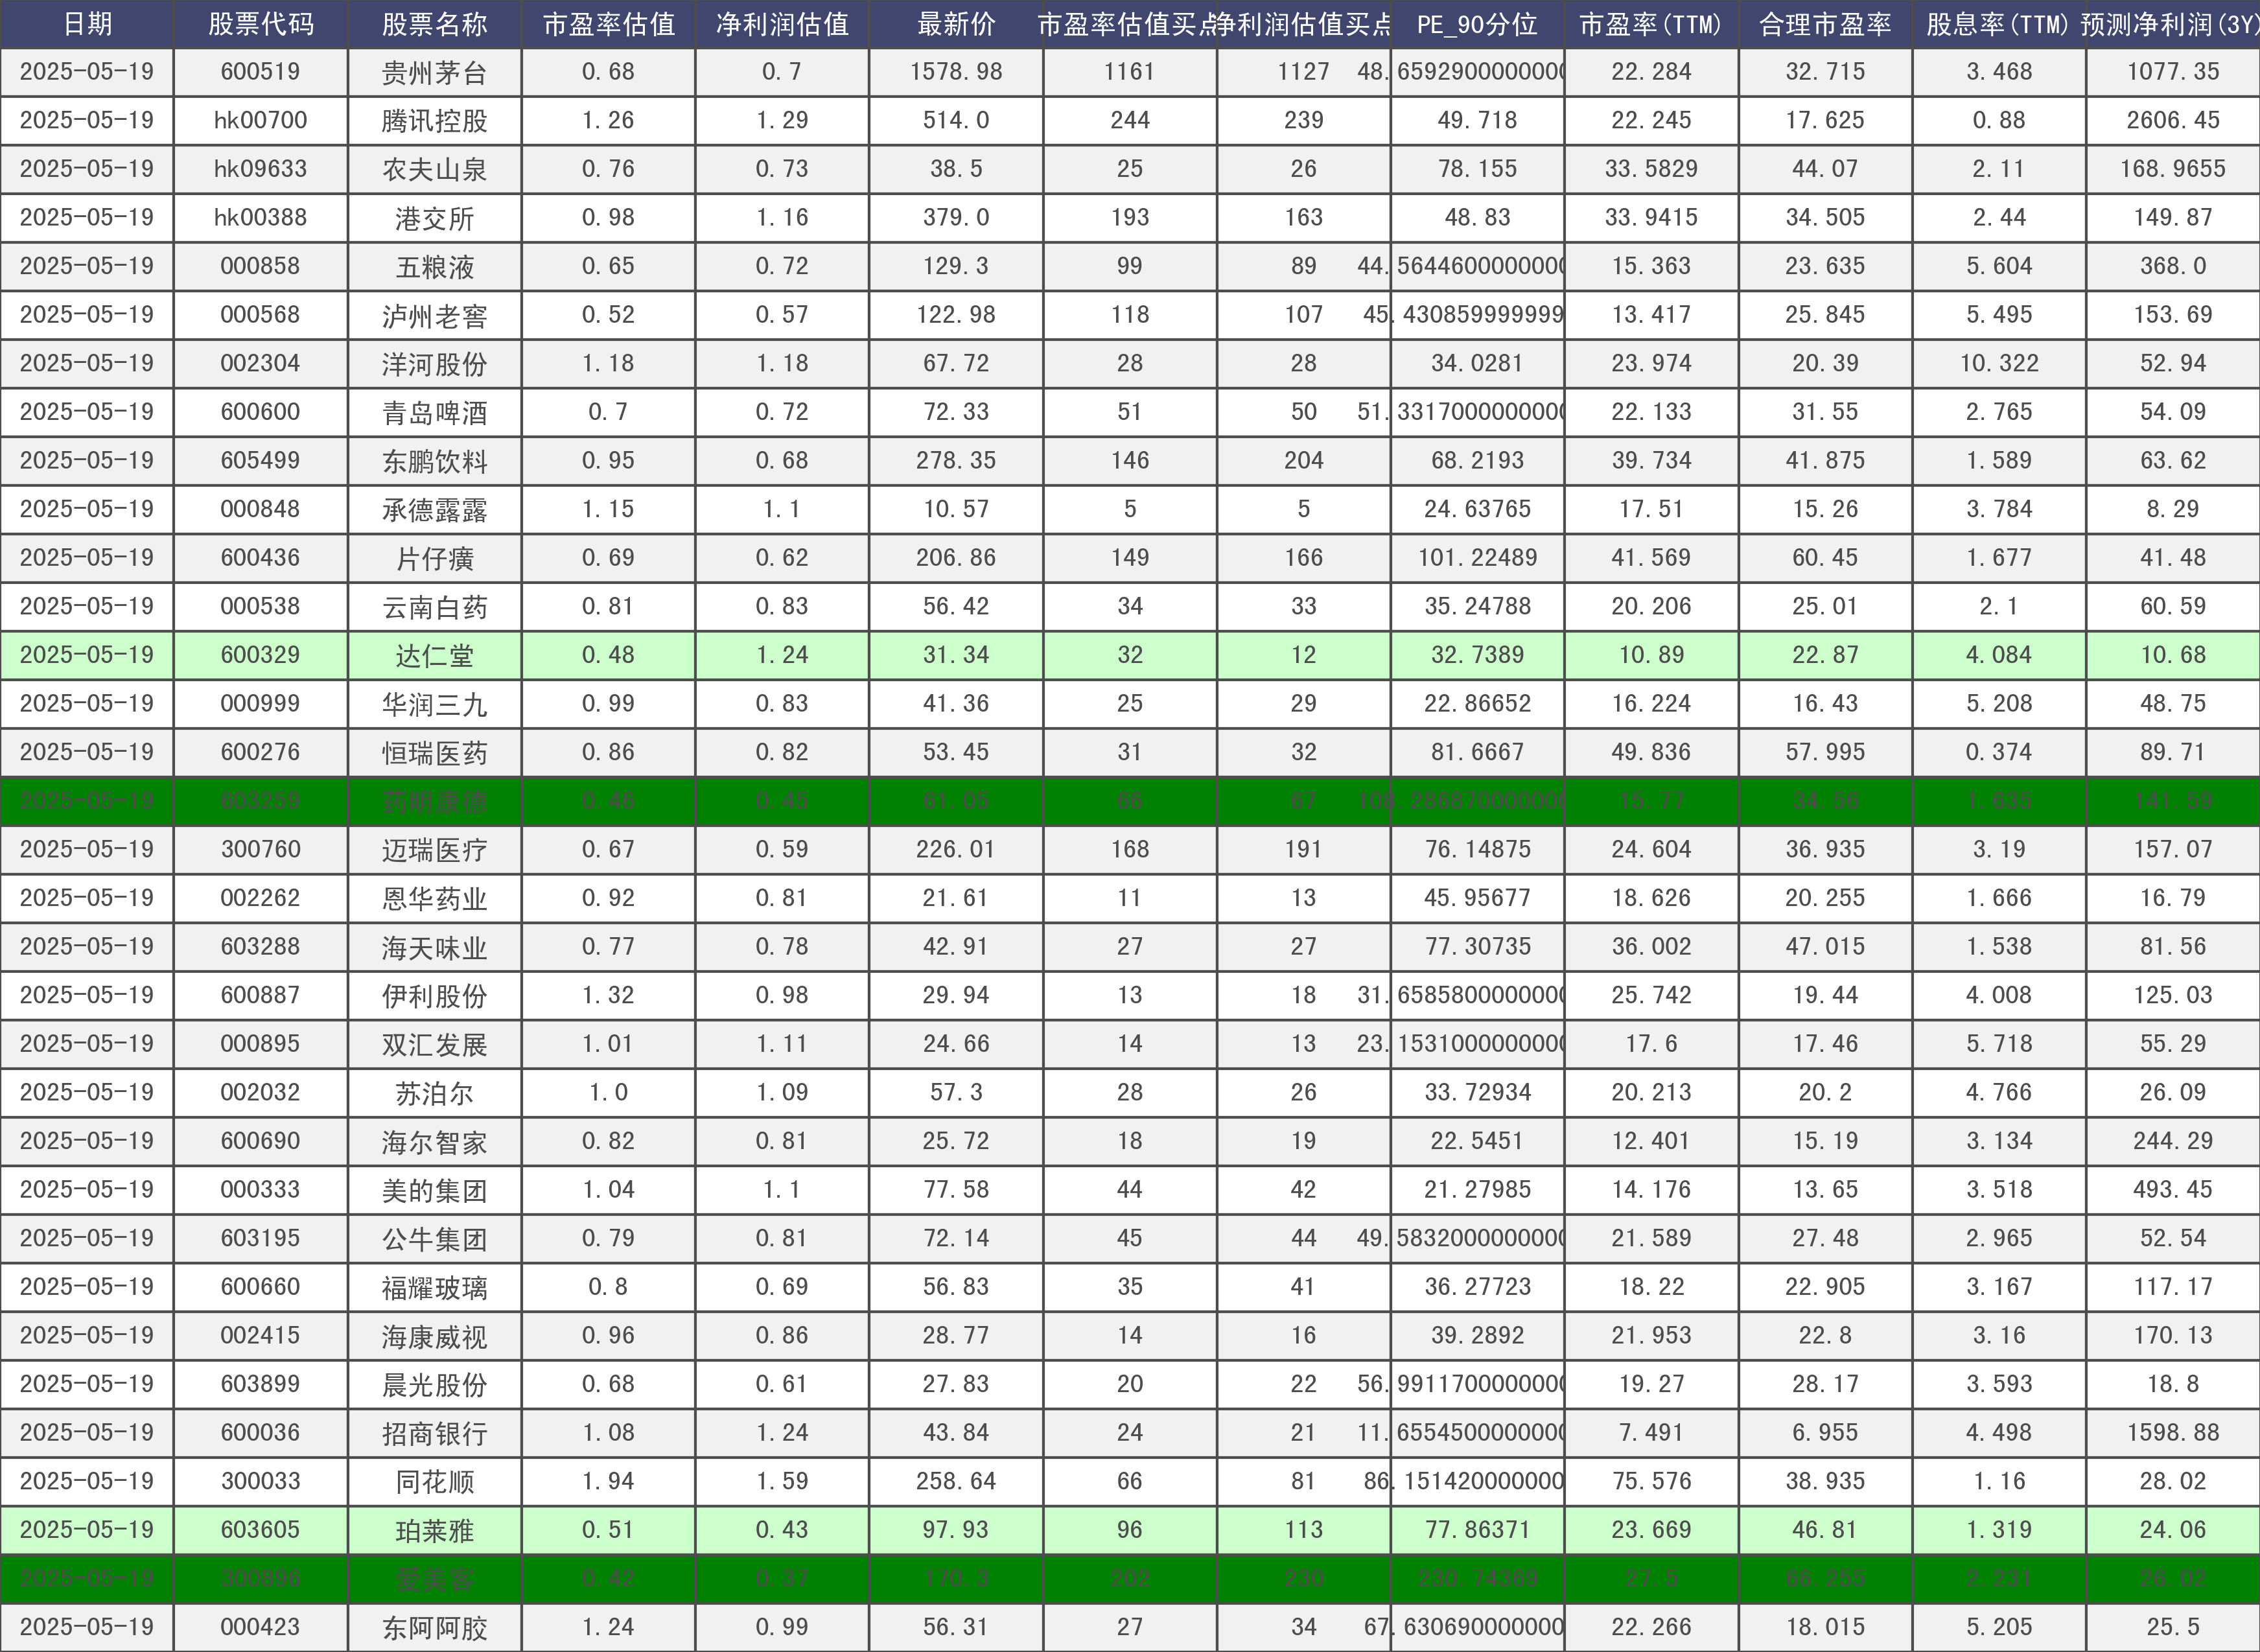 日期 股票代码 股票名称 市盈率估值 净利润估值 最新价 市盈率估值买点 净利润估值买点 PE_90分位 市盈率(TTM) 合理市盈率 股息率(TTM) 预测净利润(3Y)
2025-05-19 600519 贵州茅台 0.68 0.7 1578.98 1161 1127 48.6592900000000 22.284 32.715 3.468 1077.35
2025-05-19 hk00700 腾讯控股 1.26 1.29 514.0 244 239 49.718 22.245 17.625 0.88 2606.45
2025-05-19 hk09633 农夫山泉 0.76 0.73 38.5 25 26 78.155 33.5829 44.07 2.11 168.9655
2025-05-19 hk00388 港交所 0.98 1.16 379.0 193 163 48.83 33.9415 34.505 2.44 149.87
2025-05-19 000858 五粮液 0.65 0.72 129.3 99 89 44.5644600000000 15.363 23.635 5.604 368.0
2025-05-19 000568 泸州老窖 0.52 0.57 122.98 118 107 45.430859999999 13.417 25.845 5.495 153.69
2025-05-19 002304 洋河股份 1.18 1.18 67.72 28 28 34.0281 23.974 20.39 10.322 52.94
2025-05-19 600600 青岛啤酒 0.7 0.72 72.33 51 50 51.3317000000000 22.133 31.55 2.765 54.09
2025-05-19 605499 东鹏饮料 0.95 0.68 278.35 146 204 68.2193 39.734 41.875 1.589 63.62
2025-05-19 000848 承德露露 1.15 1.1 10.57 5 5 24.63765 17.51 15.26 3.784 8.29
2025-05-19 600436 片仔癀 0.69 0.62 206.86 149 166 101.22489 41.569 60.45 1.677 41.48
2025-05-19 000538 云南白药 0.81 0.83 56.42 34 33 35.24788 20.206 25.01 2.1 60.59
2025-05-19 600329 达仁堂 0.48 1.24 31.34 32 12 32.7389 10.89 22.87 4.084 10.68
2025-05-19 000999 华润三九 0.99 0.83 41.36 25 29 22.86652 16.224 16.43 5.208 48.75
2025-05-19 600276 恒瑞医药 0.86 0.82 53.45 31 32 81.6667 49.836 57.995 0.374 89.71
2025-05-19 603259 药明康德 0.46 0.45 61.05 66 67 108.286870000000 15.77 34.56 1.635 141.59
2025-05-19 300760 迈瑞医疗 0.67 0.59 226.01 168 191 76.14875 24.604 36.935 3.19 157.07
2025-05-19 002262 恩华药业 0.92 0.81 21.61 11 13 45.95677 18.626 20.255 1.666 16.79
2025-05-19 603288 海天味业 0.77 0.78 42.91 27 27 77.30735 36.002 47.015 1.538 81.56
2025-05-19 600887 伊利股份 1.32 0.98 29.94 13 18 31.6585800000000 25.742 19.44 4.008 125.03
2025-05-19 000895 双汇发展 1.01 1.11 24.66 14 13 23.1531000000000 17.6 17.46 5.718 55.29
2025-05-19 002032 苏泊尔 1.0 1.09 57.3 28 26 33.72934 20.213 20.2 4.766 26.09
2025-05-19 600690 海尔智家 0.82 0.81 25.72 18 19 22.5451 12.401 15.19 3.134 244.29
2025-05-19 000333 美的集团 1.04 1.1 77.58 44 42 21.27985 14.176 13.65 3.518 493.45
2025-05-19 603195 公牛集团 0.79 0.81 72.14 45 44 49.5832000000000 21.589 27.48 2.965 52.54
2025-05-19 600660 福耀玻璃 0.8 0.69 56.83 35 41 36.27723 18.22 22.905 3.167 117.17
2025-05-19 002415 海康威视 0.96 0.86 28.77 14 16 39.2892 21.953 22.8 3.16 170.13
2025-05-19 603899 晨光股份 0.68 0.61 27.83 20 22 56.9911700000000 19.27 28.17 3.593 18.8
2025-05-19 600036 招商银行 1.08 1.24 43.84 24 21 11.6554500000000 7.491 6.955 4.498 1598.88
2025-05-19 300033 同花顺 1.94 1.59 258.64 66 81 86.151420000000 75.576 38.935 1.16 28.02
2025-05-19 603605 珀莱雅 0.51 0.43 97.93 96 113 77.86371 23.669 46.81 1.319 24.06
2025-05-19 300896 爱美客 0.42 0.37 170.3 202 230 230.74369 27.5 66.255 2.231 26.02
2025-05-19 000423 东阿阿胶 1.24 0.99 56.31 27 34 67.630690000000 22.266 18.015 5.205 25.5